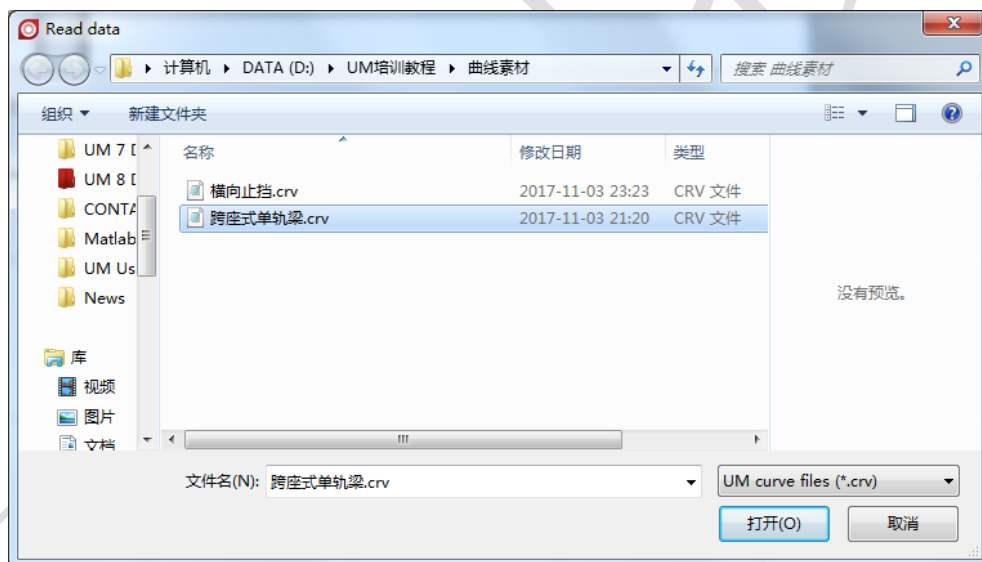 Read data
计算机 ▸ DATA (D:) ▸ UM培训教程 ▸ 曲线素材
搜索 曲线素材
组织 新建文件夹
名称 修改日期 类型
横向止挡.crv 2017-11-03 23:23 CRV 文件
跨座式单轨梁.crv 2017-11-03 21:20 CRV 文件
UM 7 D
UM 8 D
CONTA
Matlab
UM Us
News
库
视频
图片
文档
没有预览。
文件名(N): 跨座式单轨梁.crv
UM curve files (*.crv)
打开(O) 取消